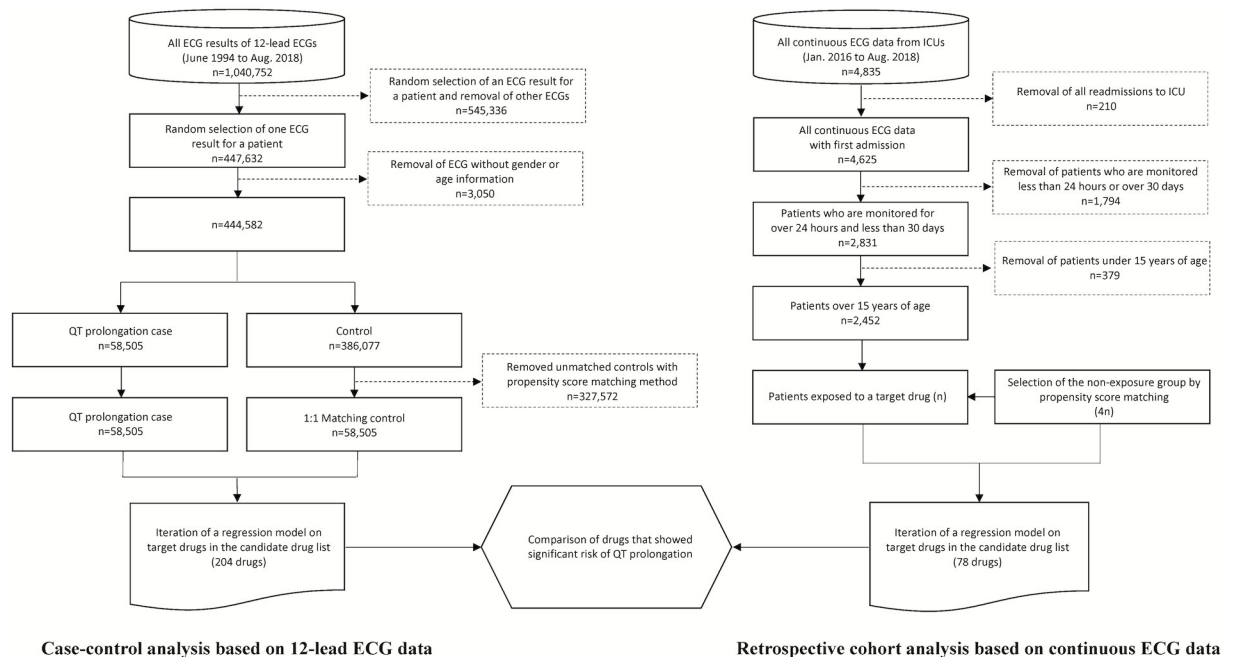 All ECG results of 12-lead ECGs
(June 1994 to Aug. 2018)
n=1,040,752
Random selection of an ECG result for
a patient and removal of other ECGs
n=545,336
Random selection of one ECG
result for a patient
n=447,632
Removal of ECG without gender or
age information
n=3,050
n=444,582
QT prolongation case
n=58,505
Control
n=386,077
Removed unmatched controls with
propensity score matching method
n=327,572
QT prolongation case
n=58,505
1:1 Matching control
n=58,505
Iteration of a regression model on
target drugs in the candidate drug list
(204 drugs)
Comparison of drugs that showed
significant risk of QT prolongation
All continuous ECG data from ICUs
(Jan. 2016 to Aug. 2018)
n=4,835
Removal of all readmissions to ICU
n=210
All continuous ECG data
with first admission
n=4,625
Removal of patients who are monitored
less than 24 hours or over 30 days
n=1,794
Patients who are monitored for
over 24 hours and less than 30 days
n=2,831
Removal of patients under 15 years of age
n=379
Patients over 15 years of age
n=2,452
Patients exposed to a target drug (n)
Selection of the non-exposure group by
propensity score matching
(4n)
Iteration of a regression model on
target drugs in the candidate drug list
(78 drugs)
Case-control analysis based on 12-lead ECG data
Retrospective cohort analysis based on continuous ECG data